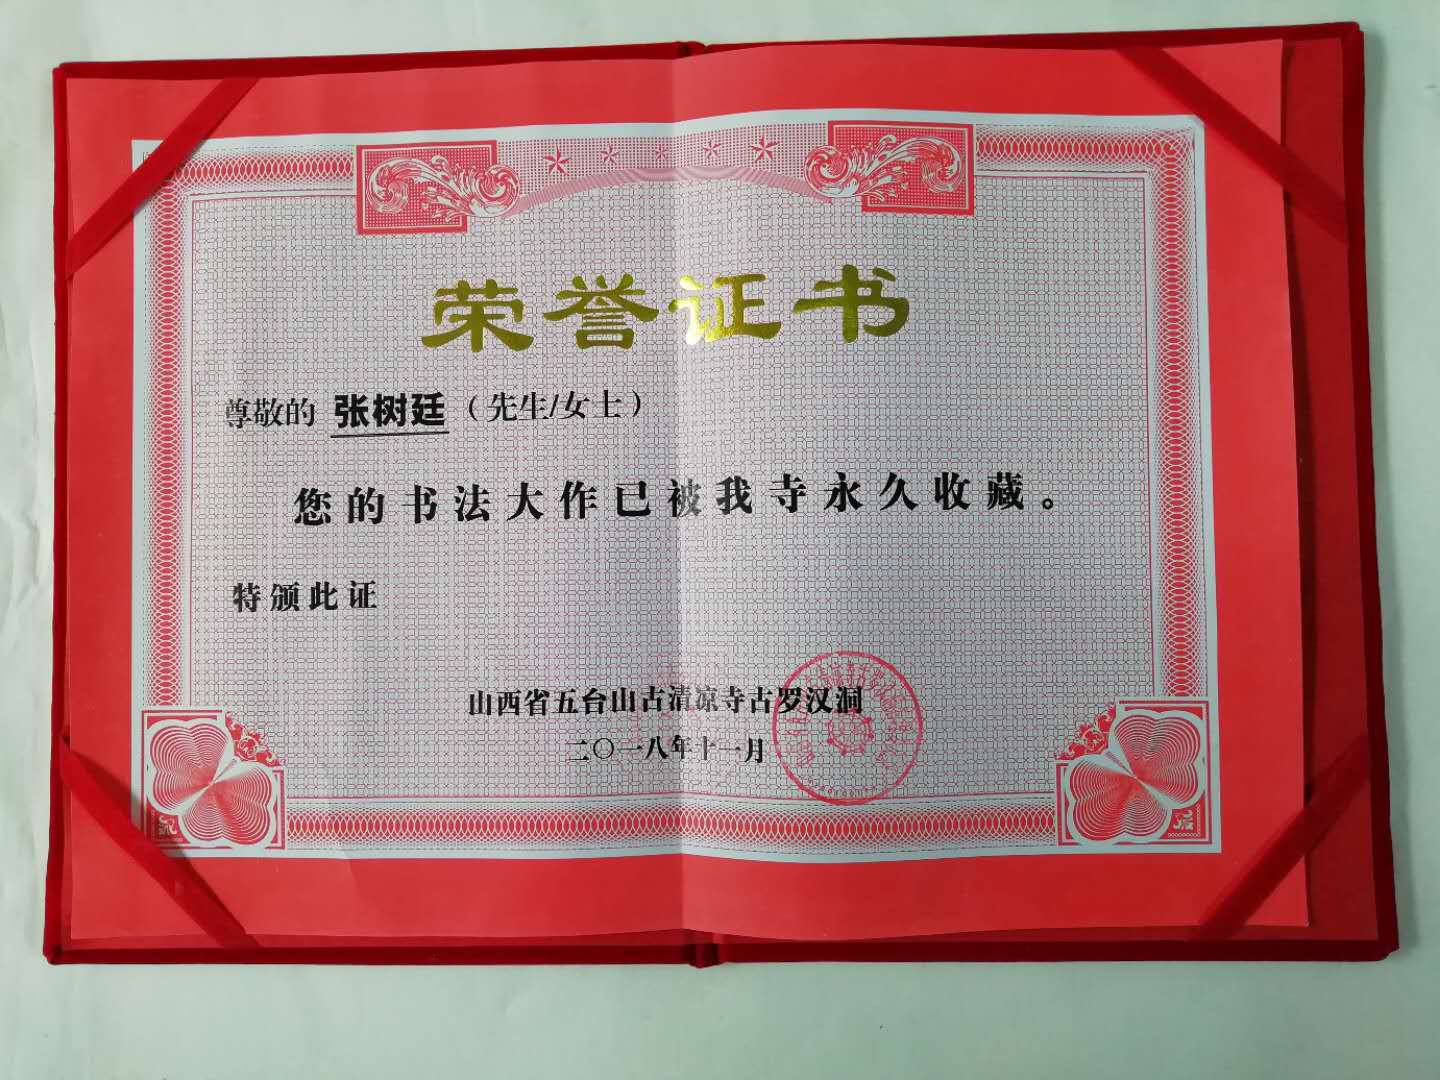 荣誉证书
尊敬的 张树廷（先生/女士）
您的书法大作已被我寺永久收藏。
特颁此证
山西省五台山古清凉寺古罗汉洞
二〇一八年十一月